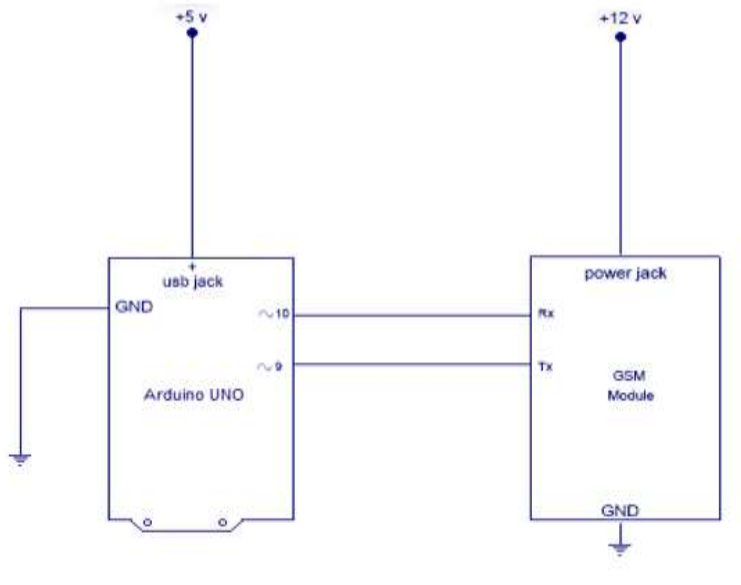 +5 v
+12 v
+
usb jack
power jack
GND
~10
Rx
~9
Tx
Arduino UNO
GSM
Module
GND